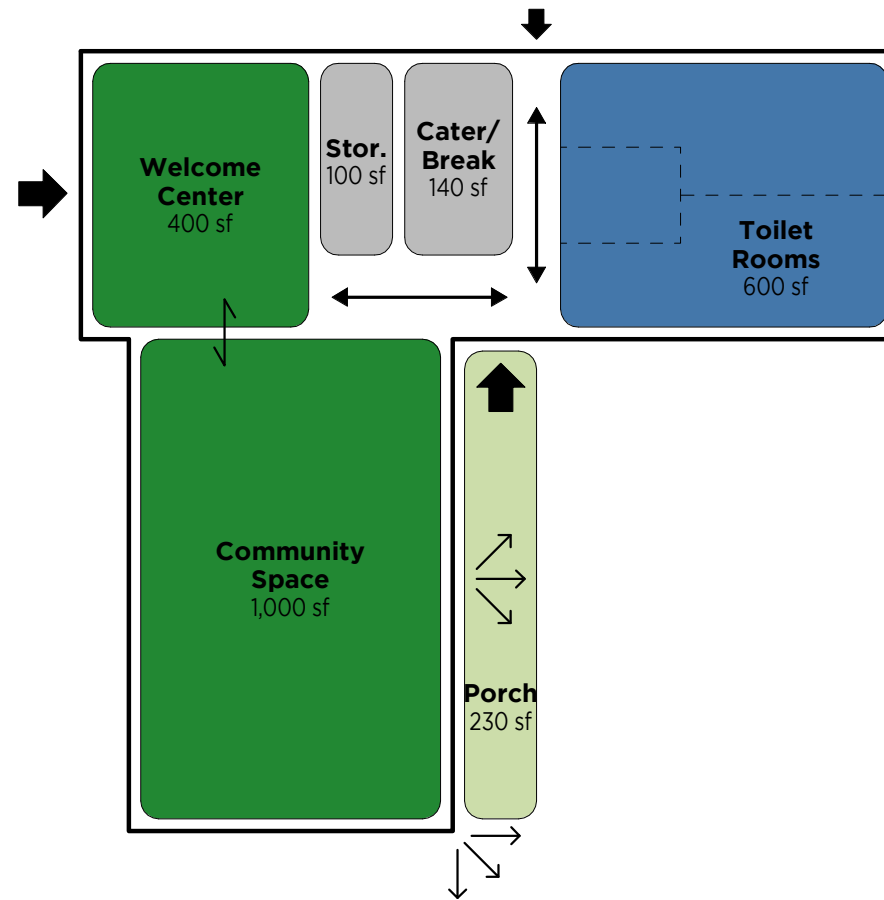 Welcome
Center
400 sf
Stor.
100 sf
Cater/
Break
140 sf
Toilet
Rooms
600 sf
Community
Space
1,000 sf
Porch
230 sf